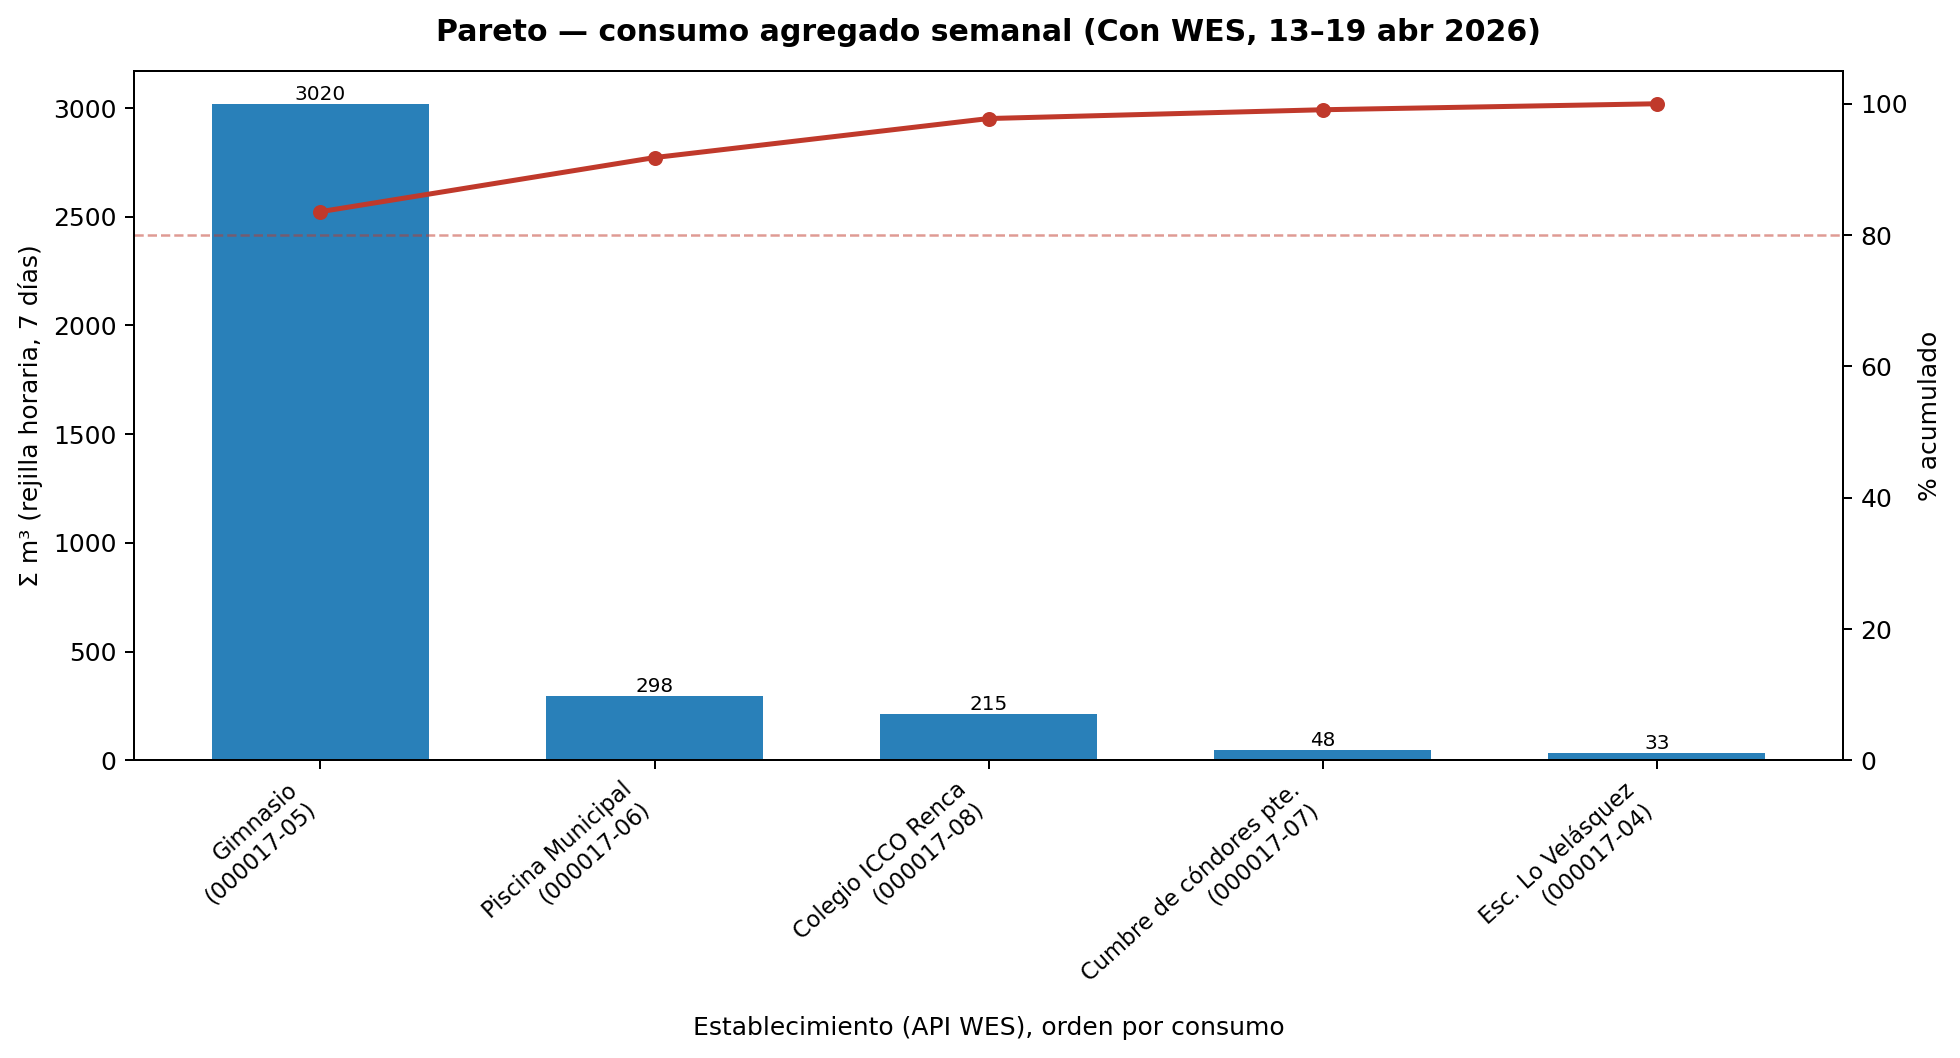 Pareto — consumo agregado semanal (Con WES, 13–19 abr 2026)
Σ m³ (rejilla horaria, 7 días)
3000
2500
2000
1500
1000
500
0
3020
298
215
48
33
100
80
60
40
20
0
% acumulado
Gimnasio
(000017-05)
Piscina Municipal
(000017-06)
Colegio ICCO Renca
(000017-08)
Cumbre de cóndores pte.
(000017-07)
Esc. Lo Velásquez
(000017-04)
Establecimiento (API WES), orden por consumo